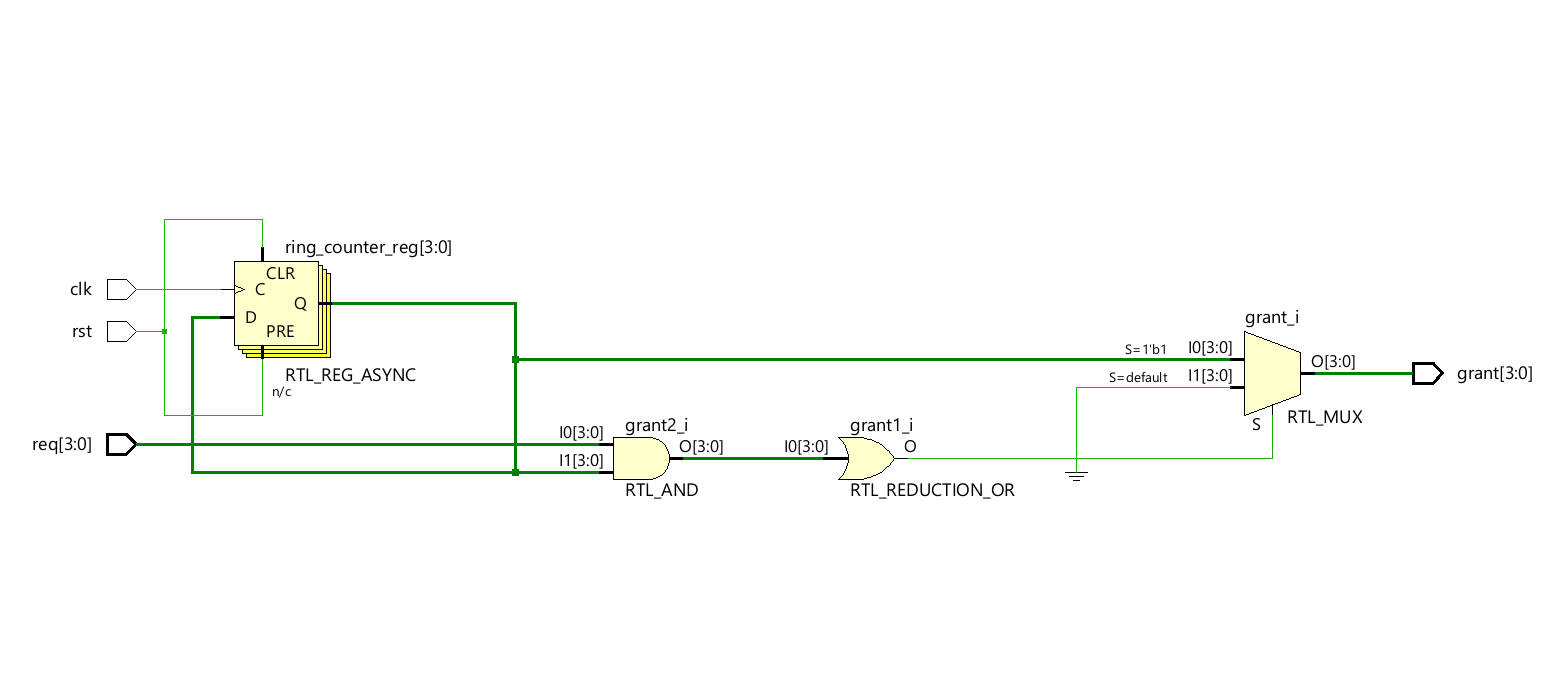 ring_counter_reg[3:0]
CLR
clk
C
Q
rst
D
PRE
RTL_REG_ASYNC
n/c
grant_i
S=1'b1
I0[3:0]
O[3:0]
S=default
I1[3:0]
grant[3:0]
S
RTL_MUX
req[3:0]
grant2_i
I0[3:0]
O[3:0]
I1[3:0]
RTL_AND
grant1_i
I0[3:0]
O
RTL_REDUCTION_OR